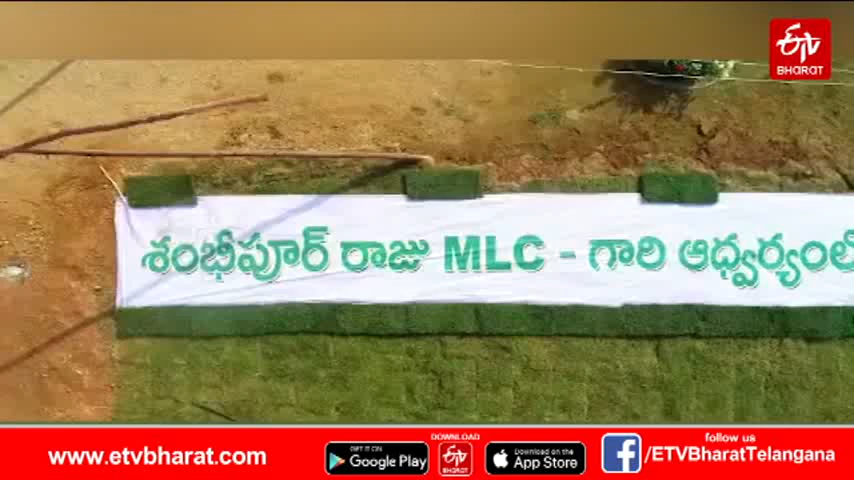 ETV
BHARAT
శంభీపూర్ రాజు MLC - గారి ఆధ్వర్యంలో
www.etvbharat.com
GET IT ON
Google Play
DOWNLOAD
ETV
BHARAT
Download on the
App Store
follow us
/ETVBharatTelangana